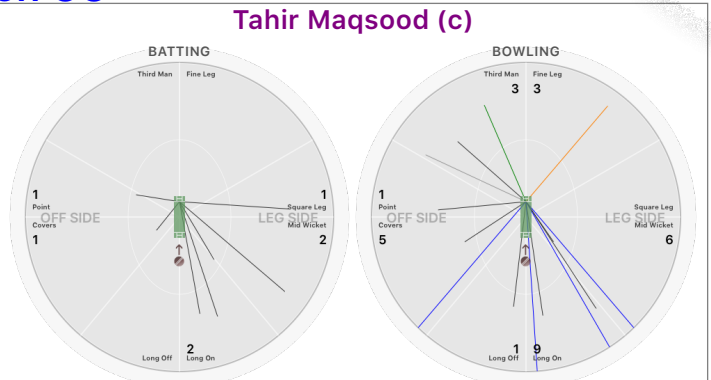 Tahir Maqsood (c)
BATTING
Third Man
Fine Leg
1
Point
OFF SIDE
Covers
1
1
Square Leg
LEG SIDE
Mid Wicket
2
2
Long Off
Long On
BOWLING
Third Man
Fine Leg
3
3
1
Point
OFF SIDE
Covers
5
Square Leg
LEG SIDE
Mid Wicket
6
1
9
Long Off
Long On